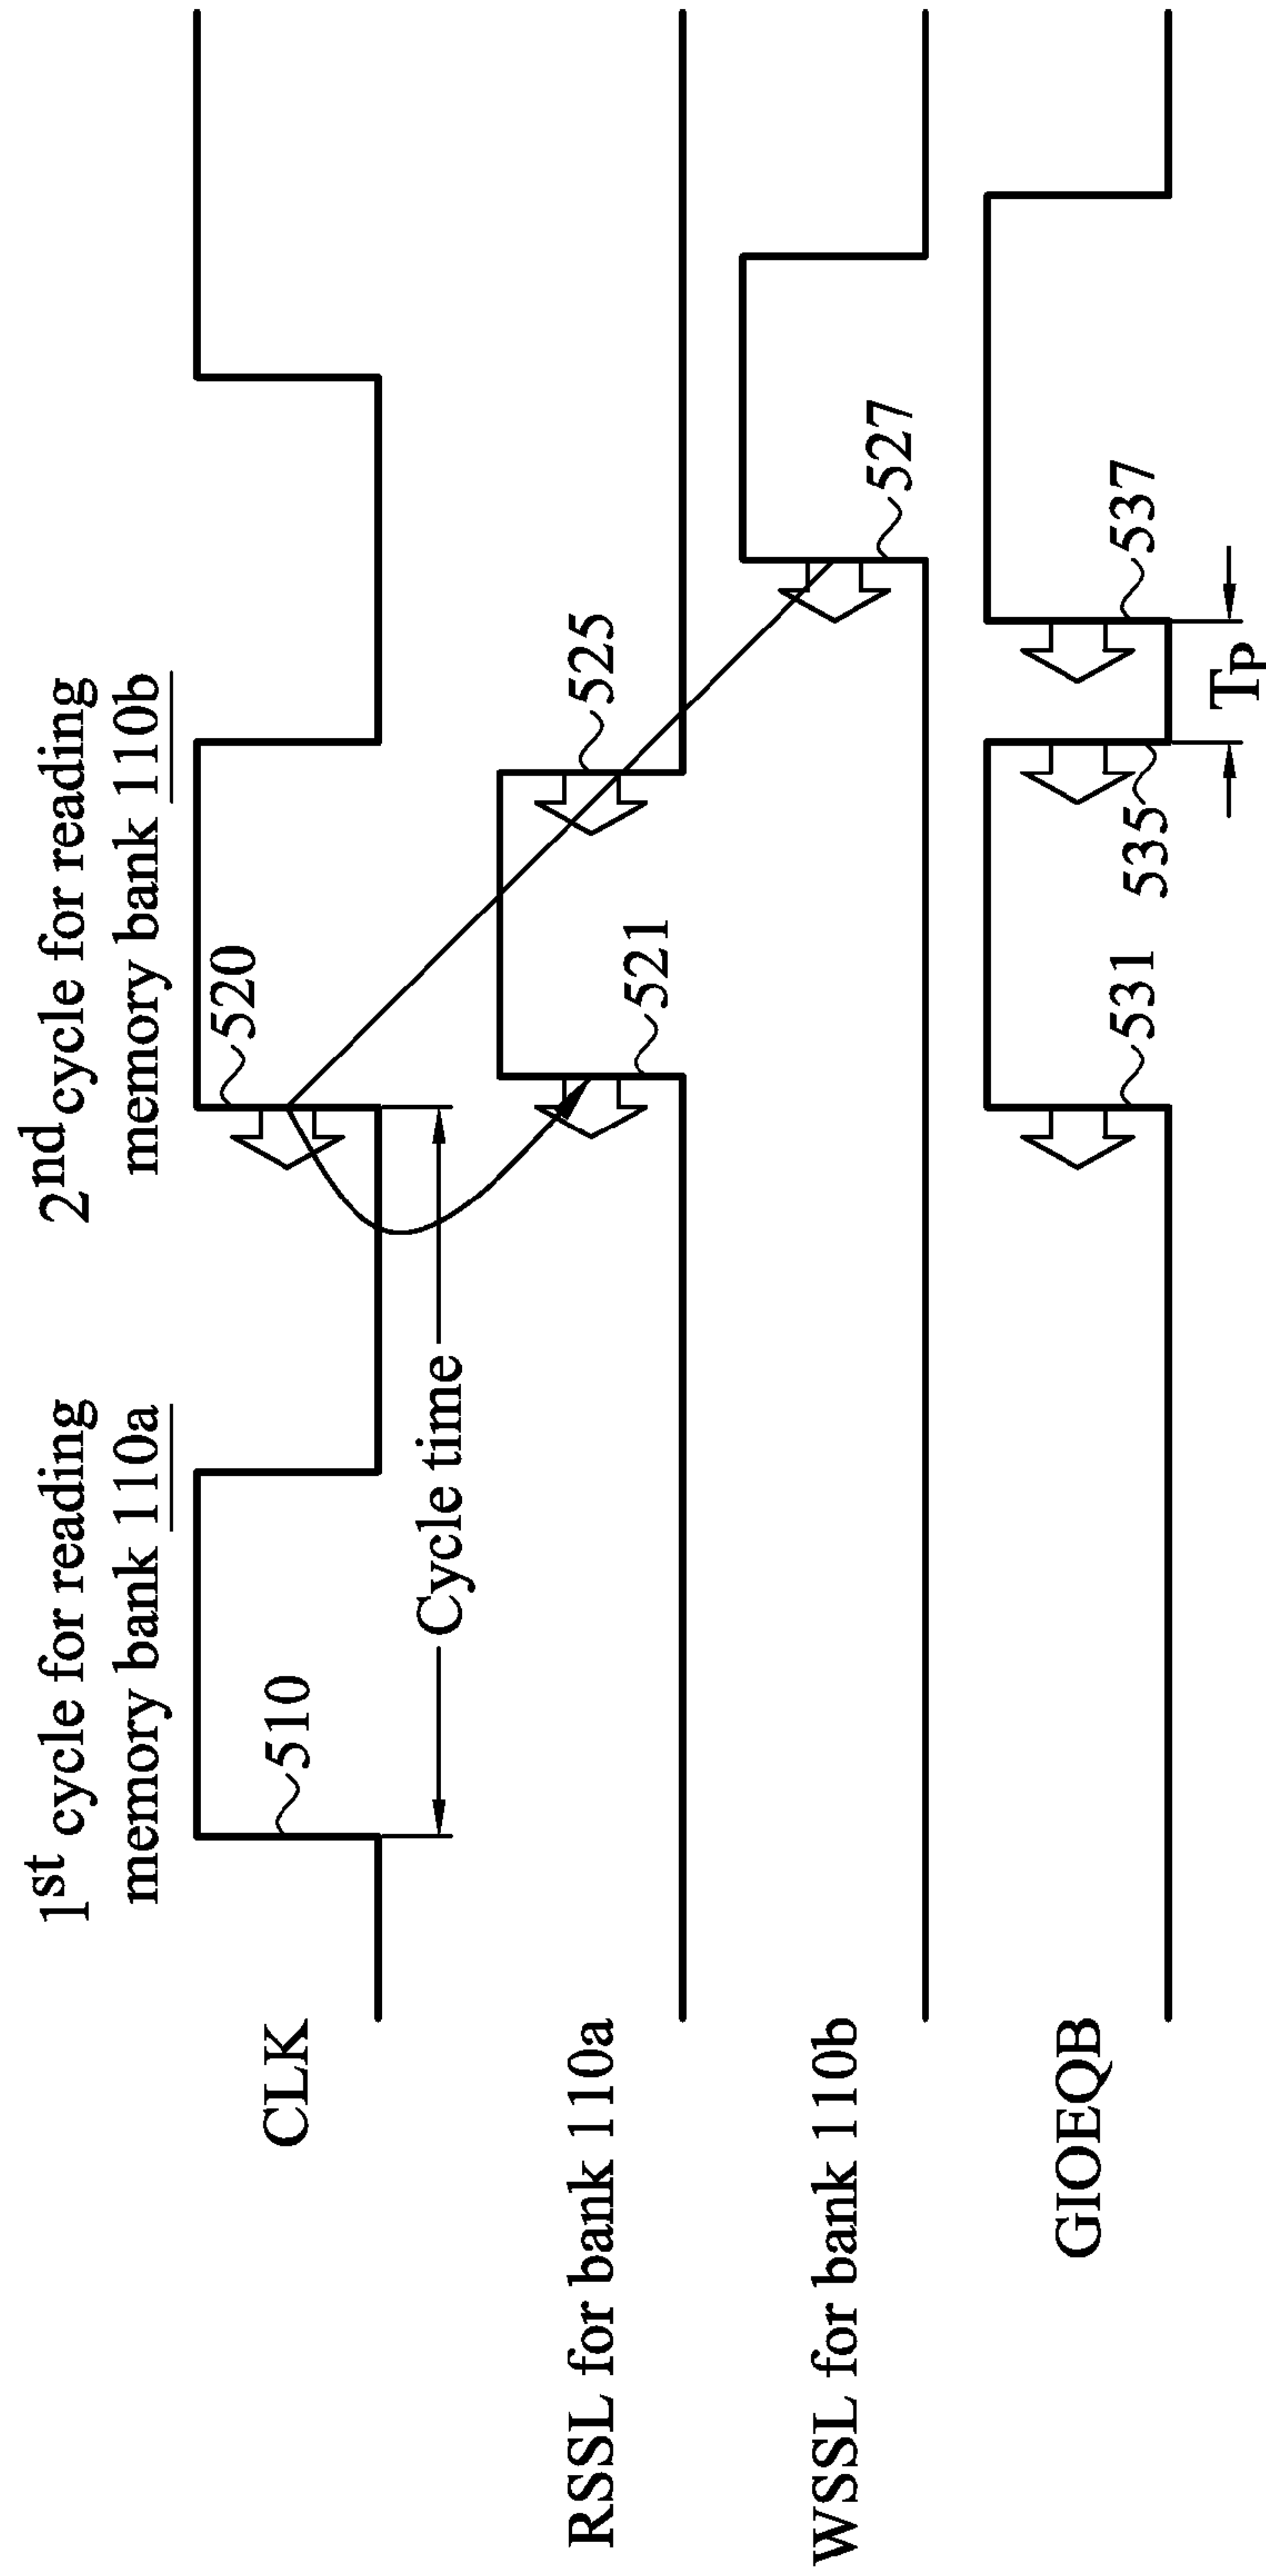 1st cycle for reading
memory bank 110a
2nd cycle for reading
memory bank 110b
CLK
510
520
Cycle time
RSSL for bank 110a
521
525
WSSL for bank 110b
527
GIOEQB
531
535
537
TP